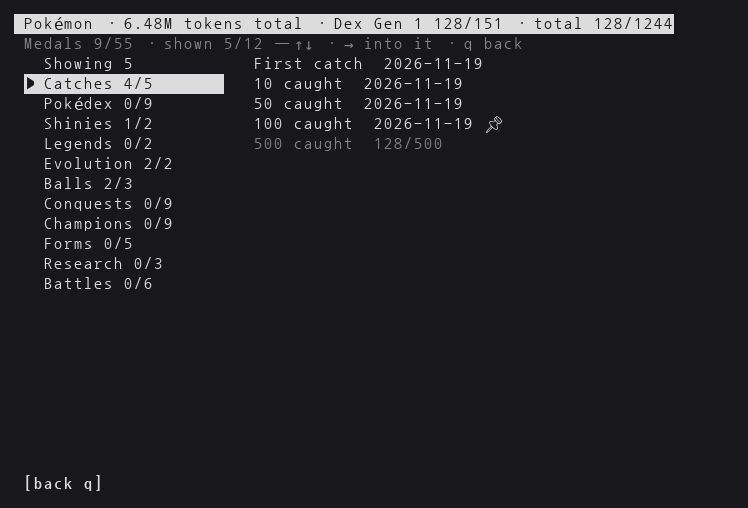 Pokémon · 6.48M tokens total · Dex Gen 1 128/151 · total 128/1244
Medals 9/55 · shown 5/12 — ↑↓ · → into it · q back
Showing 5 First catch 2026-11-19
▶ Catches 4/5 10 caught 2026-11-19
Pokédex 0/9 50 caught 2026-11-19
Shinies 1/2 100 caught 2026-11-19 📌
Legends 0/2 500 caught 128/500
Evolution 2/2
Balls 2/3
Conquests 0/9
Champions 0/9
Forms 0/5
Research 0/3
Battles 0/6
[back q]